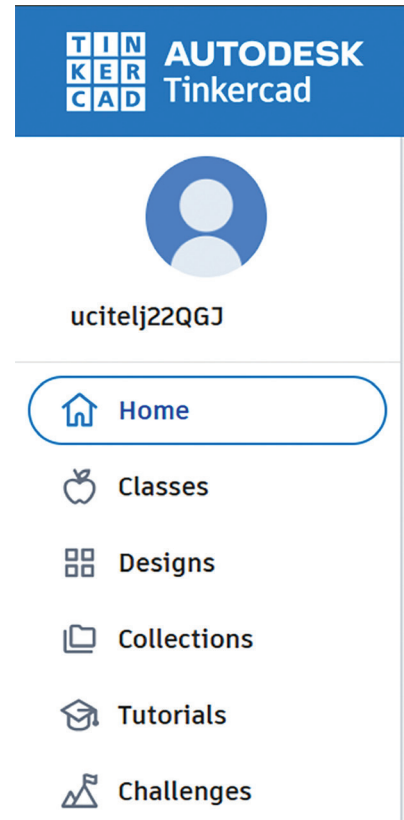 TIN
KER
CAD
AUTODESK
Tinkercad
ucitelj22QGJ
Home
Classes
Designs
Collections
Tutorials
Challenges